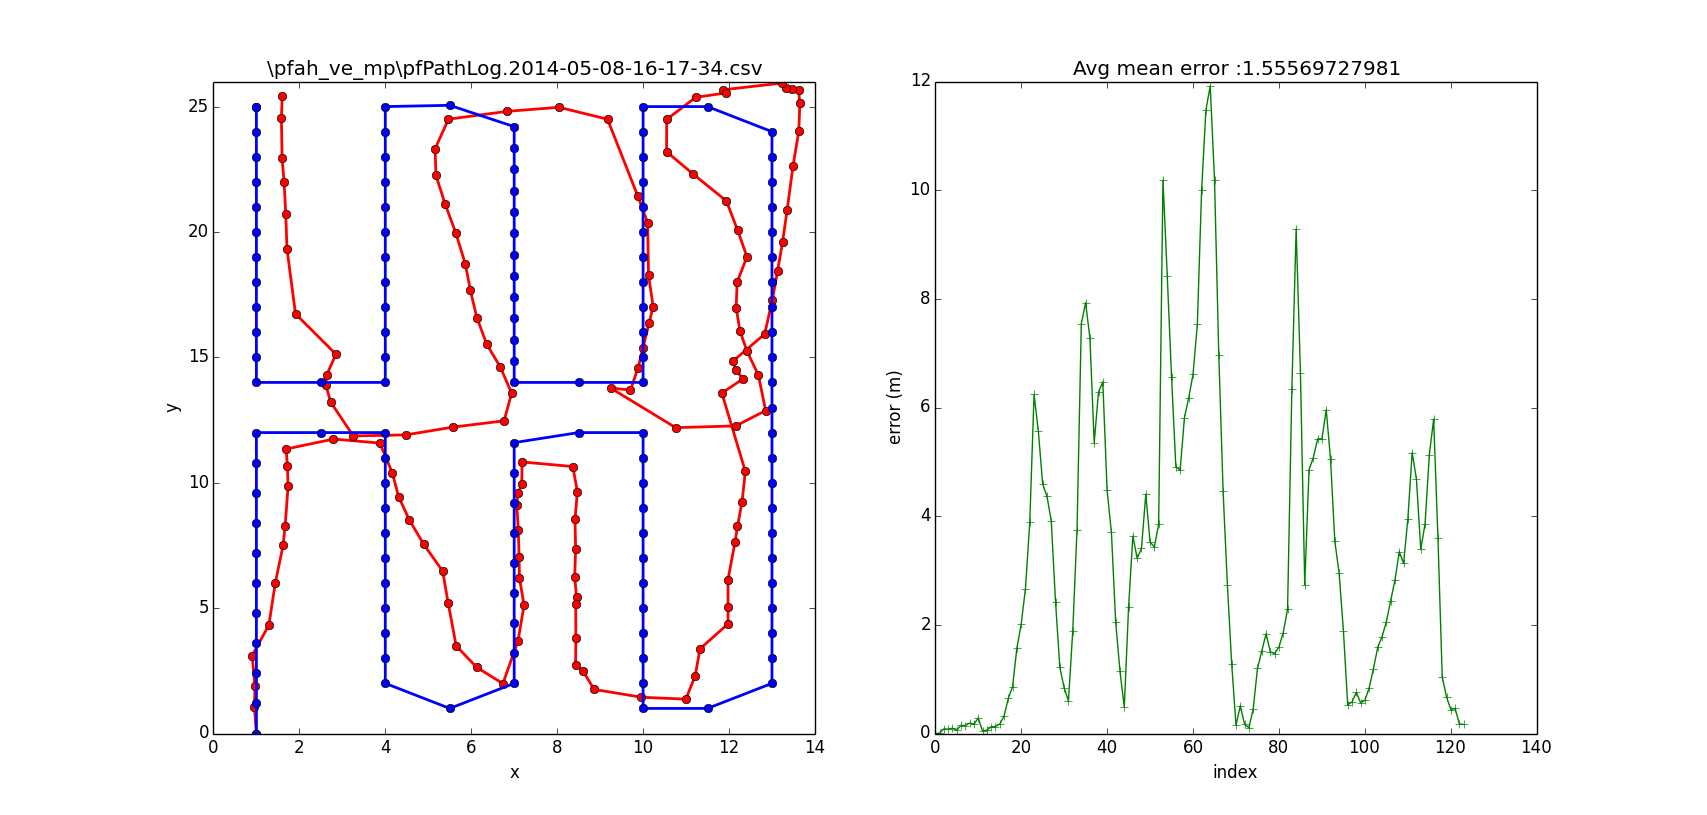 \pfah_ve_mp\pfPathLog.2014-05-08-16-17-34.csv
25
20
15
10
5
0
y
0 2 4 6 8 10 12 14
x
Avg mean error :1.55569727981
12
10
8
6
4
2
0
error (m)
0 20 40 60 80 100 120 140
index